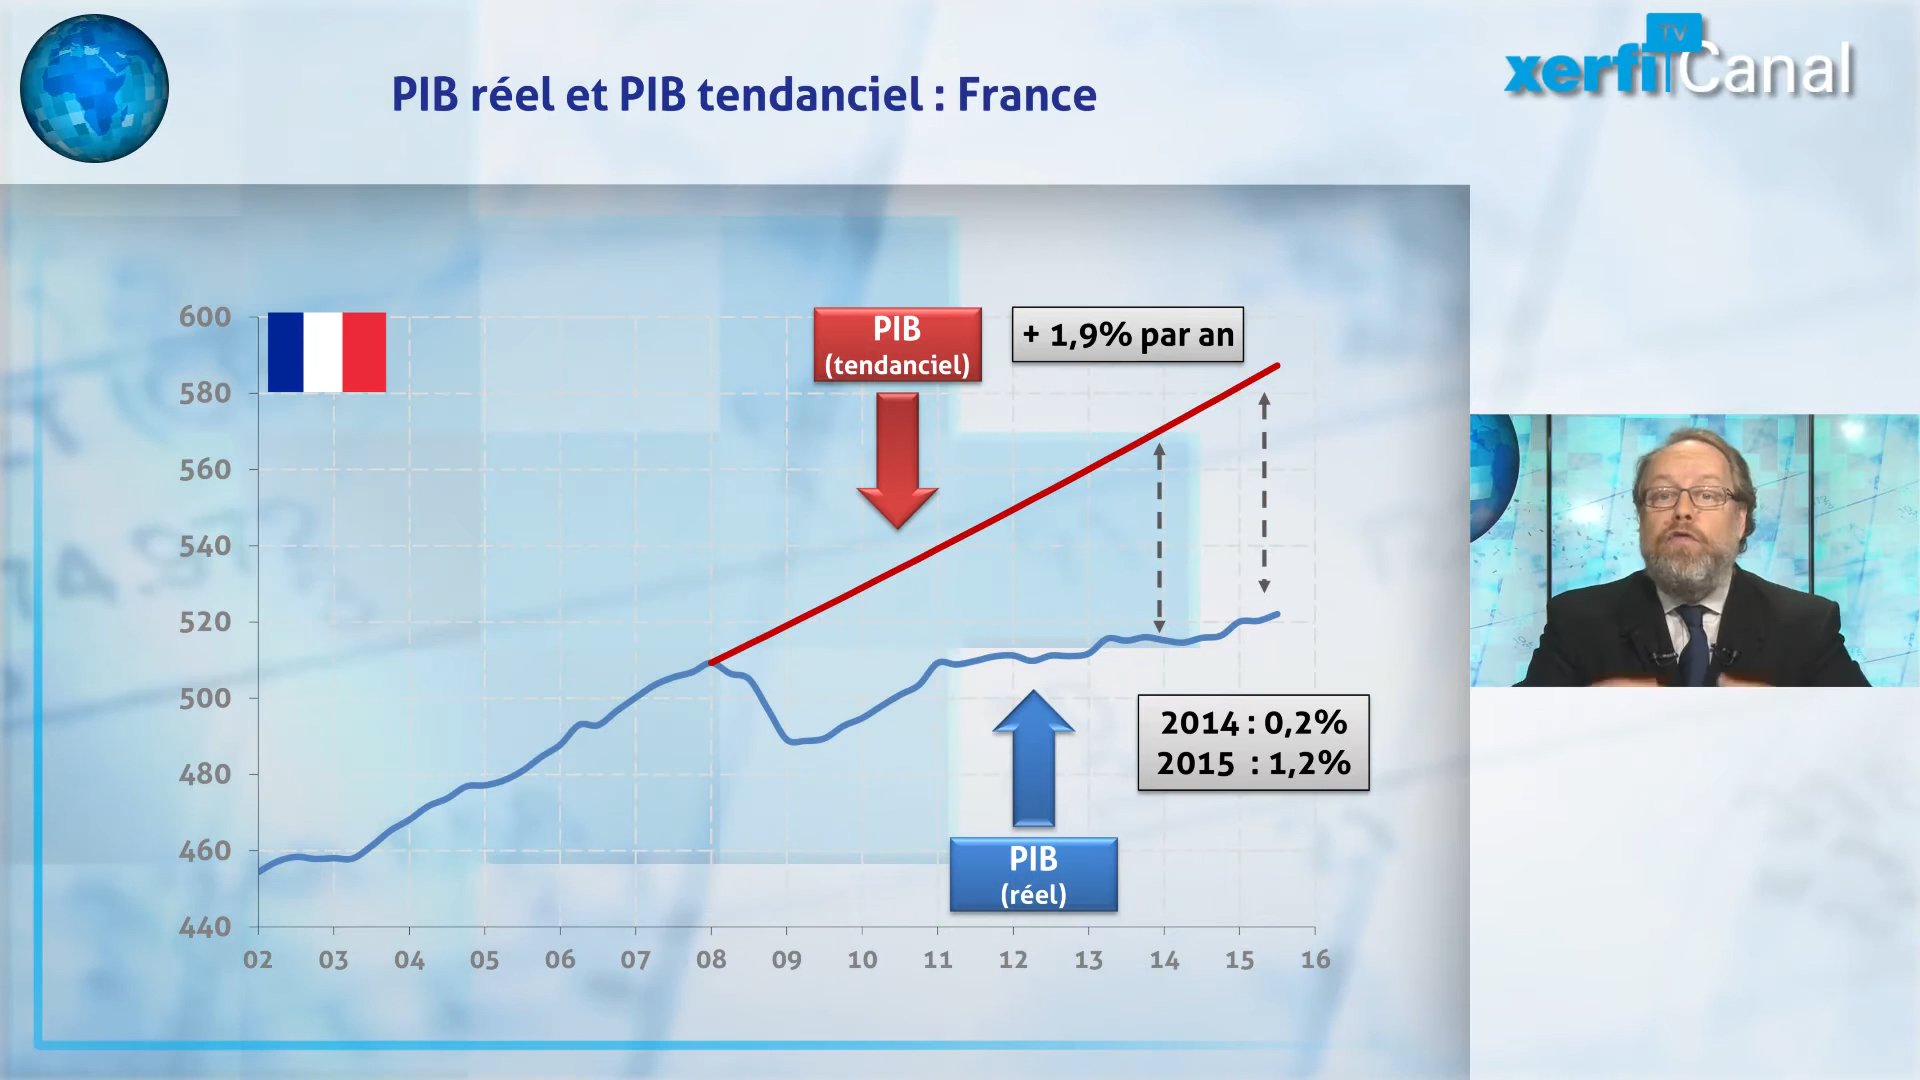 PIB réel et PIB tendanciel : France
xerfi TV Canal
600
580
560
540
520
500
480
460
440
PIB
(tendanciel)
+ 1,9% par an
2014 : 0,2%
2015 : 1,2%
PIB
(réel)
02 03 04 05 06 07 08 09 10 11 12 13 14 15 16